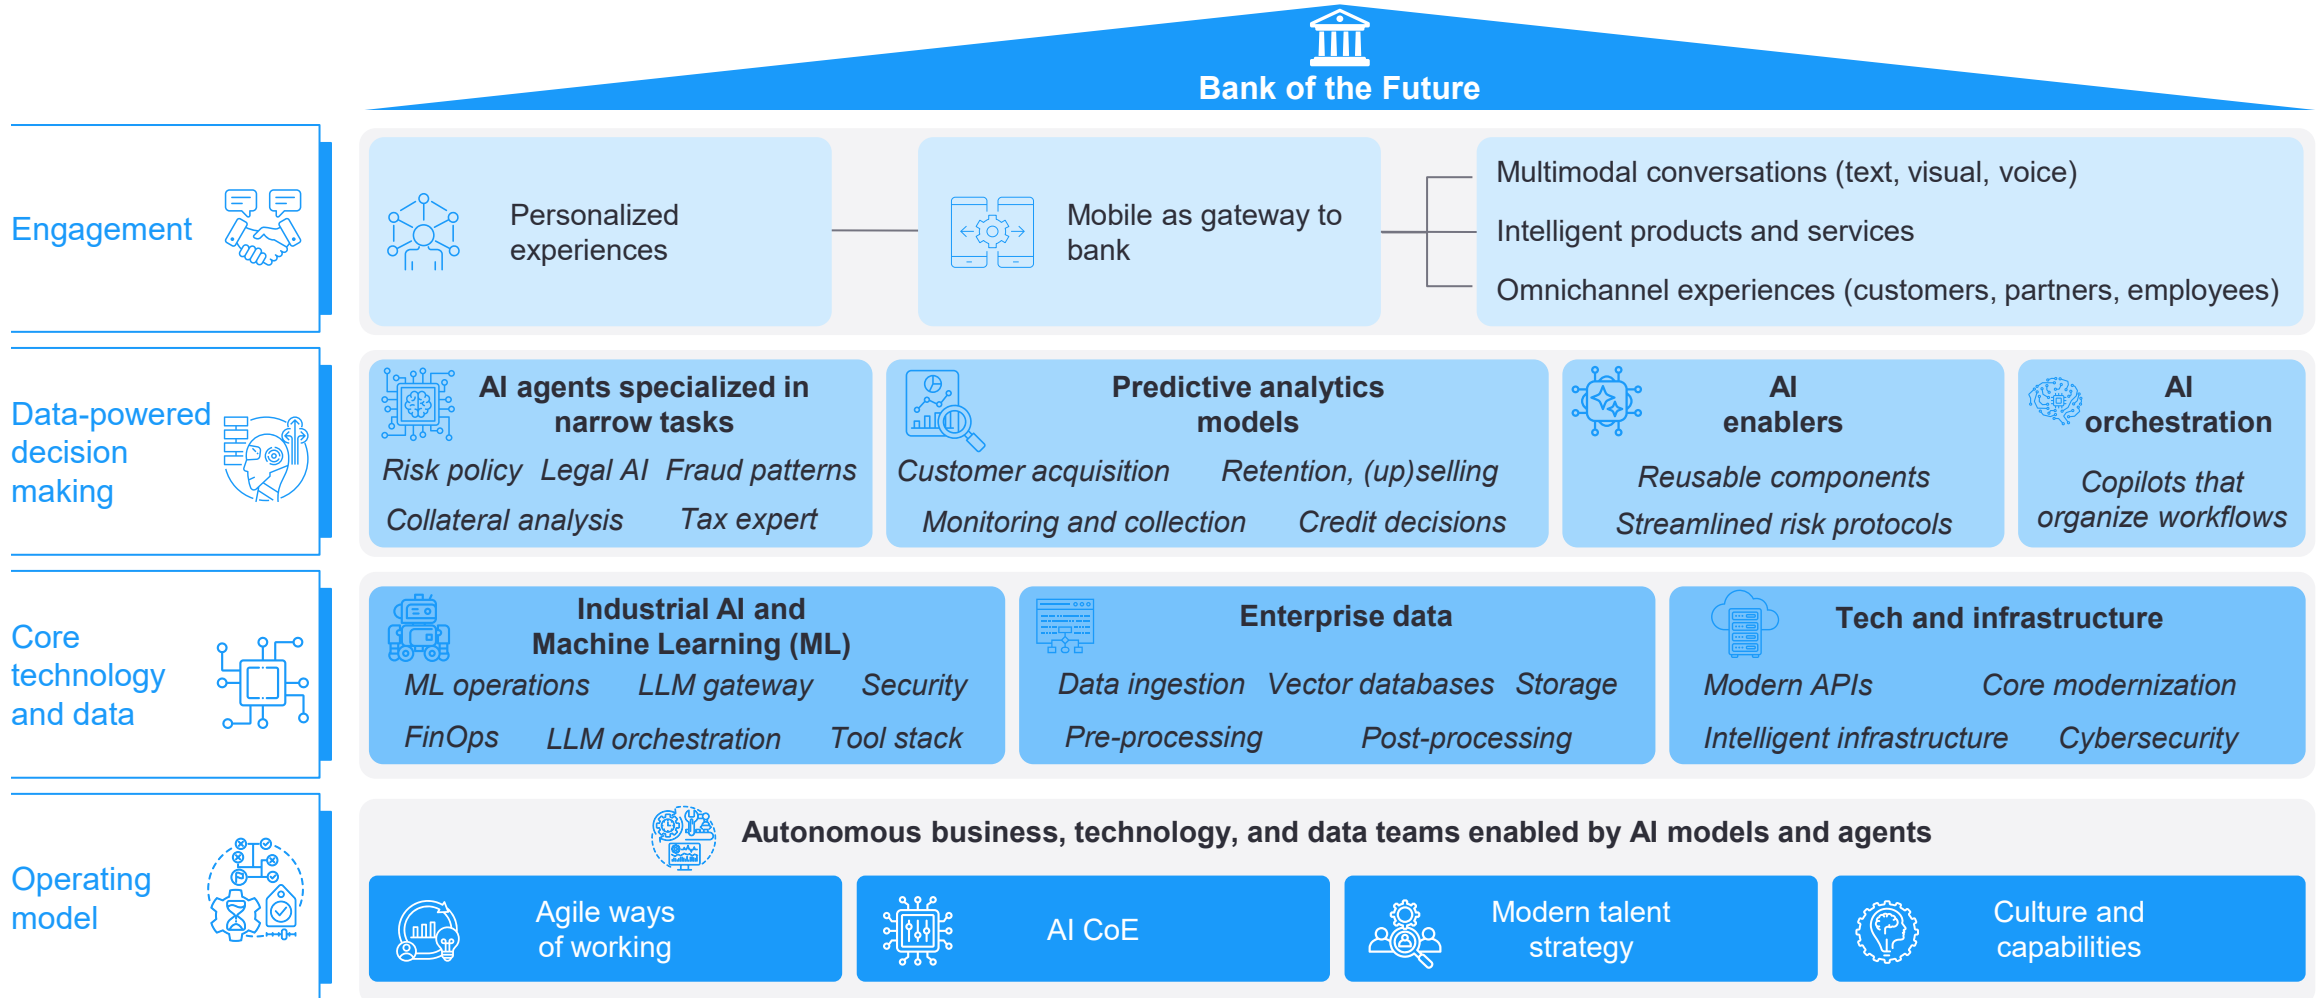 Bank of the Future
Engagement
Personalized
experiences
Mobile as gateway to
bank
Multimodal conversations (text, visual, voice)
Intelligent products and services
Omnichannel experiences (customers, partners, employees)
Data-powered
decision
making
AI agents specialized in
narrow tasks
Risk policy Legal AI Fraud patterns
Collateral analysis Tax expert
Predictive analytics
models
Customer acquisition Retention, (up)selling
Monitoring and collection Credit decisions
AI
enablers
Reusable components
Streamlined risk protocols
AI
orchestration
Copilots that
organize workflows
Core
technology
and data
Industrial AI and
Machine Learning (ML)
ML operations LLM gateway Security
FinOps LLM orchestration Tool stack
Enterprise data
Data ingestion Vector databases Storage
Pre-processing Post-processing
Tech and infrastructure
Modern APIs Core modernization
Intelligent infrastructure Cybersecurity
Operating
model
Autonomous business, technology, and data teams enabled by AI models and agents
Agile ways
of working
AI CoE
Modern talent
strategy
Culture and
capabilities